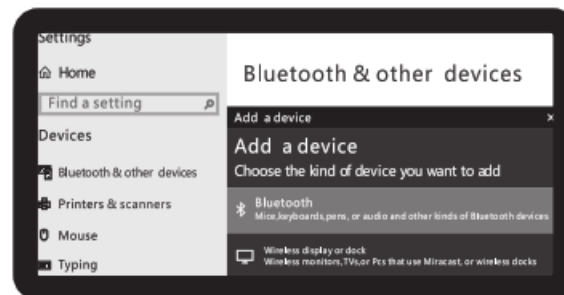 Settings
Home
Find a setting
Devices
Bluetooth & other devices
Printers & scanners
Mouse
Typing
Bluetooth & other devices
Add a device
×
Add a device
Choose the kind of device you want to add
Bluetooth
Mice,keyboards,pens, or audio and other kinds of Bluetooth devices
Wireless display or dock
Wireless monitors,TVs,or Pcs that use Miracast, or wireless docks